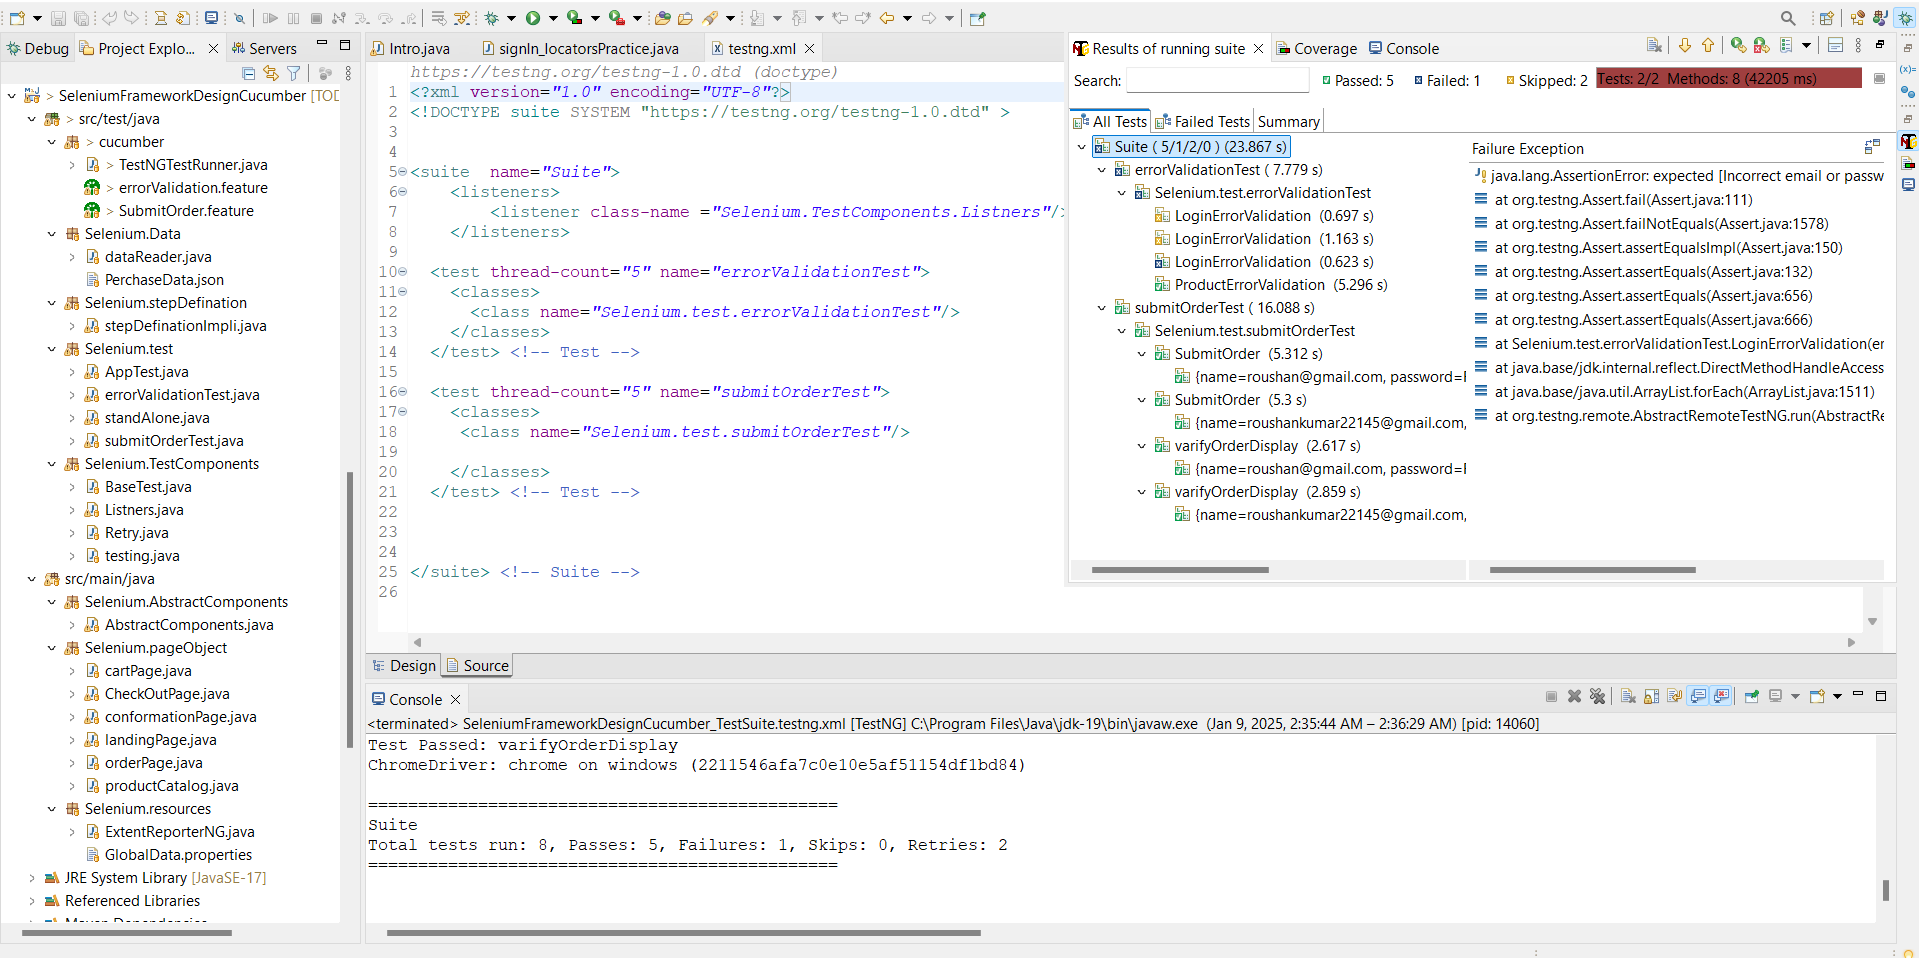 Debug
Project Explo...
Servers
SeleniumFrameworkDesignCucumber [TOD
> SeleniumFrameworkDesignCucumber
> src/test/java
> cucumber
> TestNGTestRunner.java
> errorValidation.feature
> SubmitOrder.feature
Selenium.Data
dataReader.java
PerchaseData.json
Selenium.stepDefination
stepDefinationImpli.java
Selenium.test
AppTest.java
errorValidationTest.java
standAlone.java
submitOrderTest.java
Selenium.TestComponents
BaseTest.java
Listners.java
Retry.java
testing.java
src/main/java
Selenium.AbstractComponents
AbstractComponents.java
Selenium.pageObject
cartPage.java
CheckOutPage.java
conformationPage.java
landingPage.java
orderPage.java
productCatalog.java
Selenium.resources
ExtentReporterNG.java
GlobalData.properties
JRE System Library [JavaSE-17]
Referenced Libraries
Intro.java
signIn_locatorsPractice.java
testng.xml
https://testng.org/testng-1.0.dtd (doctype)
1 <?xml version="1.0" encoding="UTF-8"?>
2 <!DOCTYPE suite SYSTEM "https://testng.org/testng-1.0.dtd" >
3
4
5 <suite name="Suite">
6 <listeners>
7 <listener class-name ="Selenium.TestComponents.Listners"/>
8 </listeners>
9
10 <test thread-count="5" name="errorValidationTest">
11 <classes>
12 <class name="Selenium.test.errorValidationTest"/>
13 </classes>
14 </test> <!-- Test -->
15
16 <test thread-count="5" name="submitOrderTest">
17 <classes>
18 <class name="Selenium.test.submitOrderTest"/>
19
20 </classes>
21 </test> <!-- Test -->
22
23
24
25 </suite> <!-- Suite -->
26
Design
Source
Results of running suite
Coverage
Console
Search:
Passed: 5
Failed: 1
Skipped: 2
Tests: 2/2 Methods: 8 (42205 ms)
All Tests
Failed Tests
Summary
Suite ( 5/1/2/0 ) (23.867 s)
errorValidationTest ( 7.779 s)
Selenium.test.errorValidationTest
LoginErrorValidation (0.697 s)
LoginErrorValidation (1.163 s)
LoginErrorValidation (0.623 s)
ProductErrorValidation (5.296 s)
submitOrderTest ( 16.088 s)
Selenium.test.submitOrderTest
SubmitOrder (5.312 s)
{name=roushan@gmail.com, password=
SubmitOrder (5.3 s)
{name=roushankumar22145@gmail.com,
varifyOrderDisplay (2.617 s)
{name=roushan@gmail.com, password=
varifyOrderDisplay (2.859 s)
{name=roushankumar22145@gmail.com,
Failure Exception
java.lang.AssertionError: expected [Incorrect email or passw
at org.testng.Assert.fail(Assert.java:111)
at org.testng.Assert.failNotEquals(Assert.java:1578)
at org.testng.Assert.assertEqualsImpl(Assert.java:150)
at org.testng.Assert.assertEquals(Assert.java:132)
at org.testng.Assert.assertEquals(Assert.java:656)
at org.testng.Assert.assertEquals(Assert.java:666)
at Selenium.test.errorValidationTest.LoginErrorValidation(er
at java.base/jdk.internal.reflect.DirectMethodHandleAccess
at java.base/java.util.ArrayList.forEach(ArrayList.java:1511)
at org.testng.remote.AbstractRemoteTestNG.run(AbstractRe
Console
<terminated> SeleniumFrameworkDesignCucumber_TestSuite.testng.xml [TestNG] C:\Program Files\Java\jdk-19\bin\javaw.exe (Jan 9, 2025, 2:35:44 AM – 2:36:29 AM) [pid: 14060]
Test Passed: varifyOrderDisplay
ChromeDriver: chrome on windows (2211546afa7c0e10e5af51154df1bd84)
===============================================
Suite
Total tests run: 8, Passes: 5, Failures: 1, Skips: 0, Retries: 2
===============================================